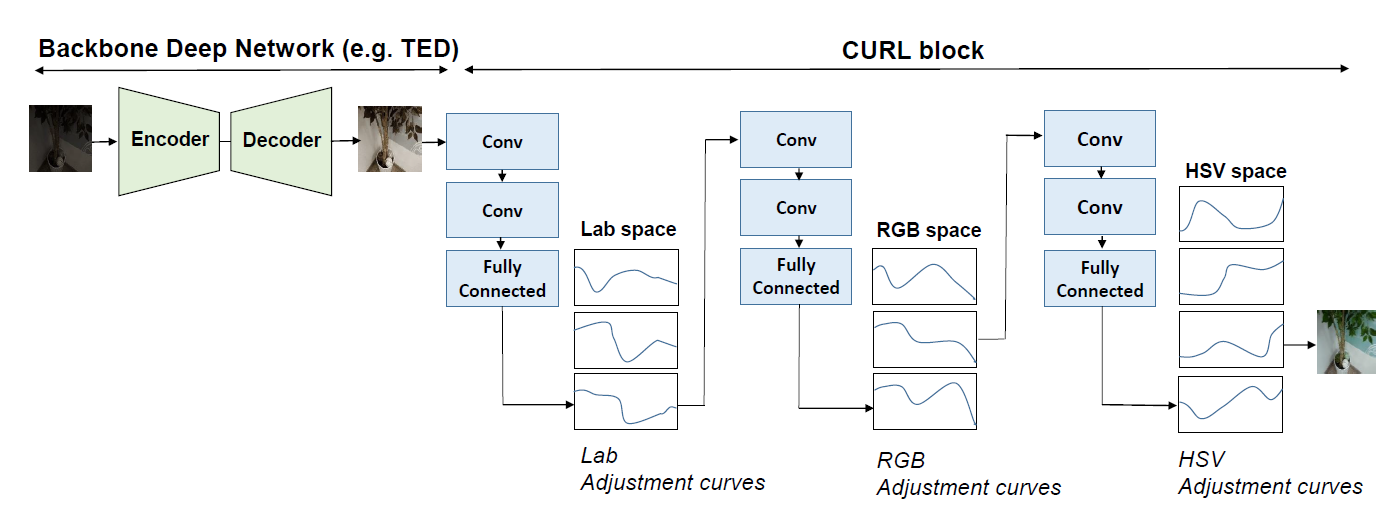 Backbone Deep Network (e.g. TED)
CURL block
Encoder
Decoder
Conv
Conv
Fully
Connected
Lab space
Lab
Adjustment curves
Conv
Conv
Fully
Connected
RGB space
RGB
Adjustment curves
Conv
Conv
Fully
Connected
HSV space
HSV
Adjustment curves